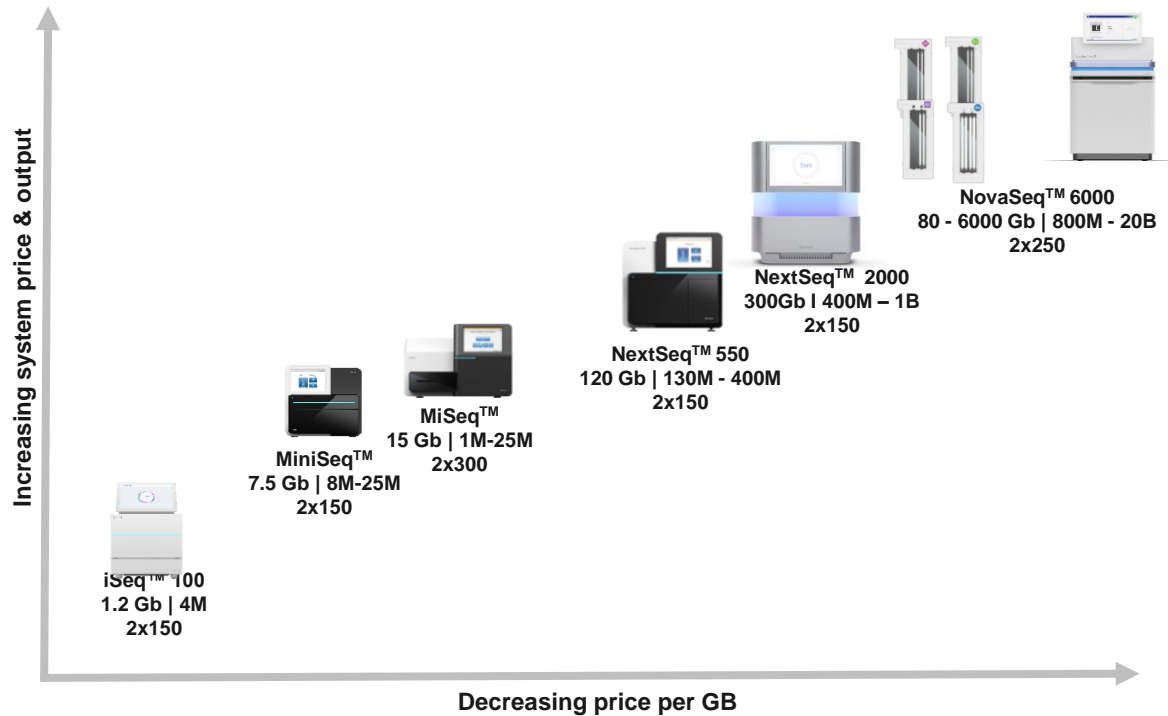 Increasing system price & output
NovaSeq™ 6000
80 - 6000 Gb | 800M - 20B
2x250
Start
NextSeq™ 2000
300Gb I 400M – 1B
2x150
NextSeq™ 550
120 Gb | 130M - 400M
2x150
MiSeq™
15 Gb | 1M-25M
2x300
MiniSeq™
7.5 Gb | 8M-25M
2x150
iSeq™ 100
1.2 Gb | 4M
2x150
Decreasing price per GB